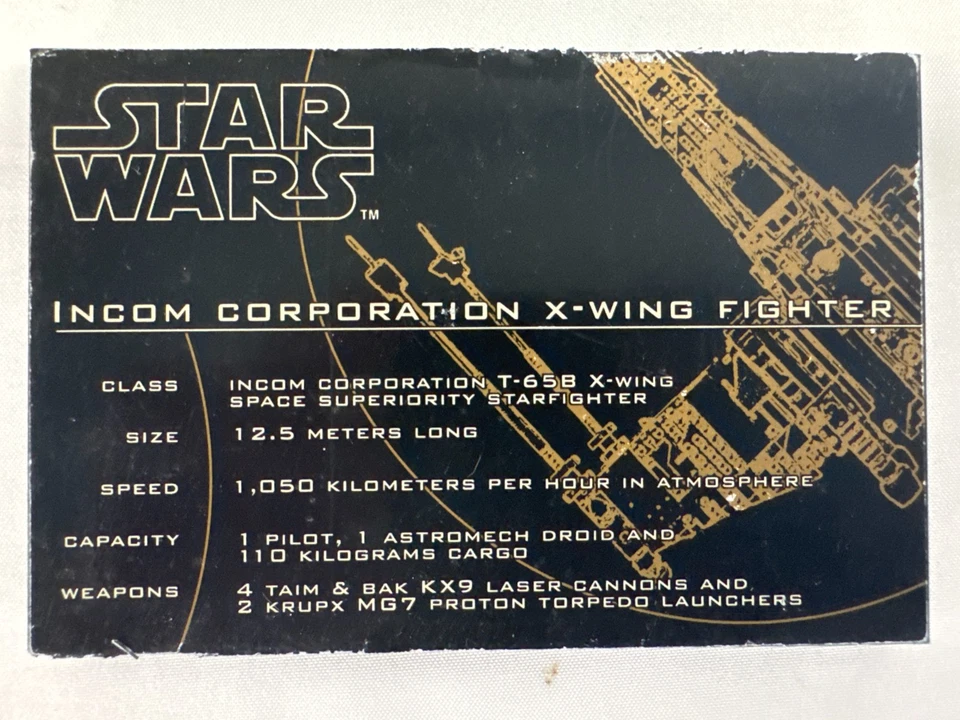 STAR
WARS™
INCOM CORPORATION X-WING FIGHTER
CLASS INCOM CORPORATION T-65B X-WING
SPACE SUPERIORITY STARFIGHTER
SIZE 12.5 METERS LONG
SPEED 1,050 KILOMETERS PER HOUR IN ATMOSPHERE
CAPACITY 1 PILOT, 1 ASTROMECH DROID AND
110 KILOGRAMS CARGO
WEAPONS 4 TAIM & BAK KX9 LASER CANNONS AND
2 KRUPX MG7 PROTON TORPEDO LAUNCHERS